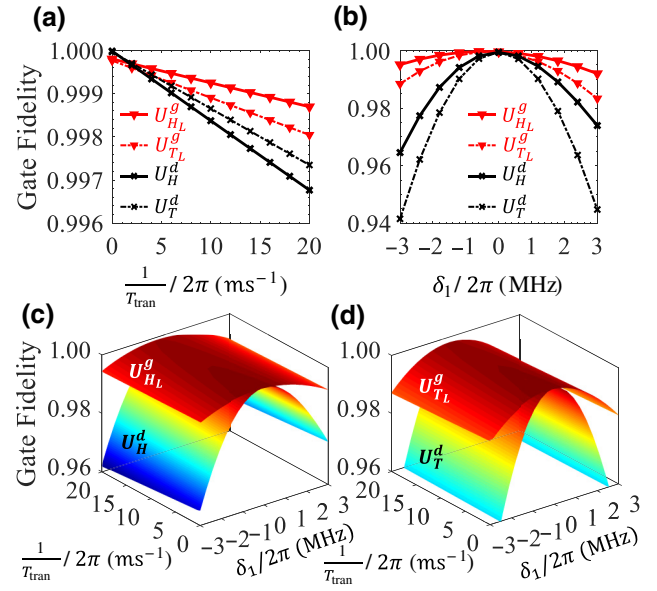 (a)
1.000
0.999
0.998
0.997
0.996
Gate Fidelity
U^g_{H_L}
U^g_{T_L}
U^d_H
U^d_T
0 5 10 15 20
1/T_tran / 2π (ms⁻¹)
(b)
1.00
0.98
0.96
0.94
U^g_{H_L}
U^g_{T_L}
U^d_H
U^d_T
-3 -2 -1 0 1 2 3
δ₁/2π (MHz)
(c)
1.00
0.98
0.96
Gate Fidelity
U^g_{H_L}
U^d_H
20 15 10 5 0
-3 -2 -1 0 1 2 3
1/T_tran / 2π (ms⁻¹)
δ₁/2π (MHz)
(d)
1.00
0.98
0.96
U^g_{T_L}
U^d_T
20 15 10 5 0
-3 -2 -1 0 1 2 3
1/T_tran / 2π (ms⁻¹)
δ₁/2π (MHz)